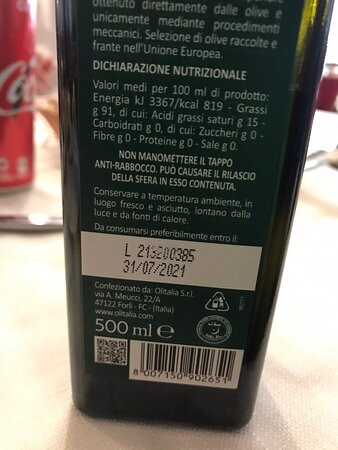 ottenuto direttamente dalle olive e
unicamente mediante procedimenti
meccanici. Selezione di olive raccolte e
frante nell'Unione Europea.
DICHIARAZIONE NUTRIZIONALE
Valori medi per 100 ml di prodotto:
Energia kJ 3367/kcal 819 - Grassi
g 91, di cui: Acidi grassi saturi g 15 -
Carboidrati g 0, di cui: Zuccheri g 0 -
Fibre g 0 - Proteine g 0 - Sale g 0.
NON MANOMETTERE IL TAPPO
ANTI-RABBOCCO. PUÒ CAUSARE IL RILASCIO
DELLA SFERA IN ESSO CONTENUTA.
Conservare a temperatura ambiente, in
luogo fresco e asciutto, lontano dalla
luce e da fonti di calore.
Da consumarsi preferibilmente entro il:
L 213200385
31/07/2021
Confezionato da: Olitalia S.r.l.
via A. Meucci, 22/A
47122 Forlì - FC - (Italia)
www.olitalia.com
500 ml e
8 007150 902651